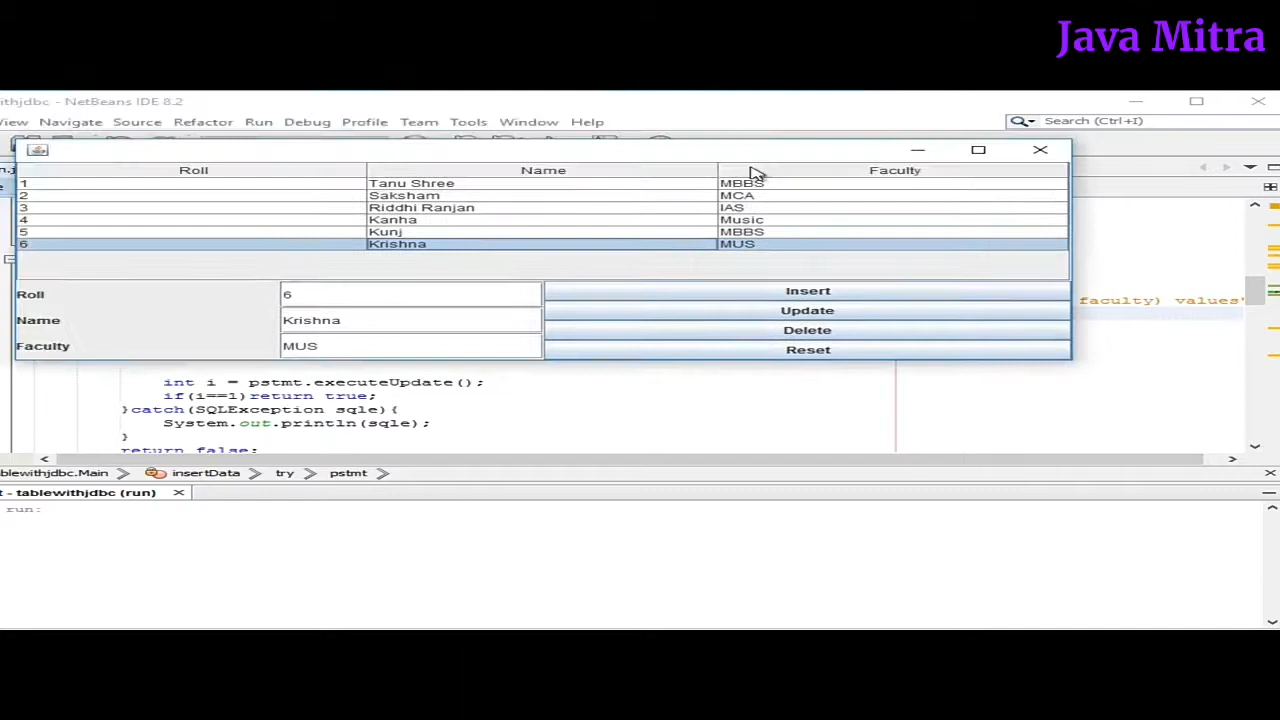 Java Mitra
ithjdbc - NetBeans IDE 8.2
View Navigate Source Refactor Run Debug Profile Team Tools Window Help
Search (Ctrl+I)
Roll Name Faculty
1 Tanu Shree MBBS
2 Saksham MCA
3 Riddhi Ranjan IAS
4 Kanha Music
5 Kunj MBBS
6 Krishna MUS
Roll 6 Insert
Name Krishna Update
Faculty MUS Delete
Reset
faculty) values"
int i = pstmt.executeUpdate();
if(i==1)return true;
}catch(SQLException sqle){
System.out.println(sqle);
}
return false;
blewithjdbc.Main insertData try pstmt
t - tablewithjdbc (run)
run: